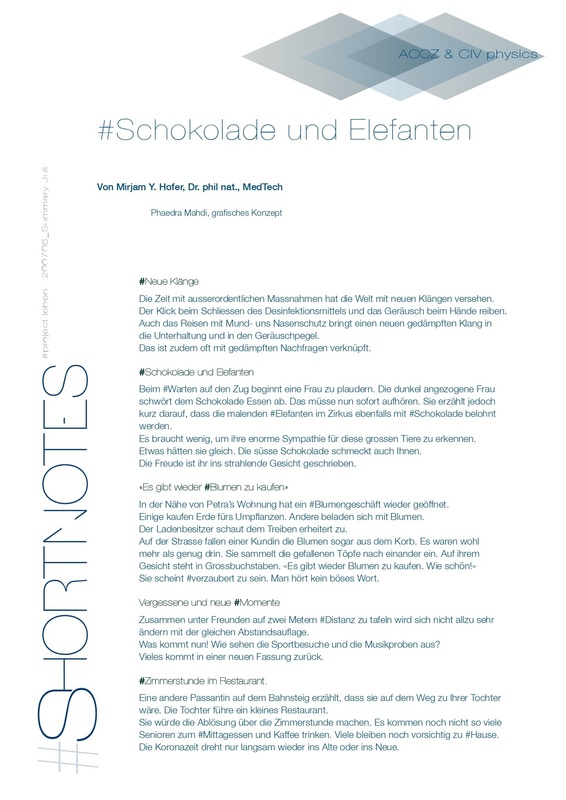 ACOZ & CIV physics
#Schokolade und Elefanten
Von Mirjam Y. Hofer, Dr. phil nat., MedTech
Phaedra Mahdi, grafisches Konzept
#Neue Klänge
Die Zeit mit ausserordentlichen Massnahmen hat die Welt mit neuen Klängen versehen.
Der Klick beim Schliessen des Desinfektionsmittels und das Geräusch beim Hände reiben.
Auch das Reisen mit Mund- uns Nasenschutz bringt einen neuen gedämpften Klang in
die Unterhaltung und in den Geräuschpegel.
Das ist zudem oft mit gedämpften Nachfragen verknüpft.
#Schokolade und Elefanten
Beim #Warten auf den Zug beginnt eine Frau zu plaudern. Die dunkel angezogene Frau
schwört dem Schokolade Essen ab. Das müsse nun sofort aufhören. Sie erzählt jedoch
kurz darauf, dass die malenden #Elefanten im Zirkus ebenfalls mit #Schokolade belohnt
werden.
Es braucht wenig, um ihre enorme Sympathie für diese grossen Tiere zu erkennen.
Etwas hätten sie gleich. Die süsse Schokolade schmeckt auch Ihnen.
Die Freude ist ihr ins strahlende Gesicht geschrieben.
«Es gibt wieder #Blumen zu kaufen»
In der Nähe von Petra's Wohnung hat ein #Blumengeschäft wieder geöffnet.
Einige kaufen Erde fürs Umpflanzen. Andere beladen sich mit Blumen.
Der Ladenbesitzer schaut dem Treiben erheitert zu.
Auf der Strasse fallen einer Kundin die Blumen sogar aus dem Korb. Es waren wohl
mehr als genug drin. Sie sammelt die gefallenen Töpfe nach einander ein. Auf ihrem
Gesicht steht in Grossbuchstaben. «Es gibt wieder Blumen zu kaufen. Wie schön!»
Sie scheint #verzaubert zu sein. Man hört kein böses Wort.
Vergessene und neue #Momente
Zusammen unter Freunden auf zwei Metern #Distanz zu tafeln wird sich nicht allzu sehr
ändern mit der gleichen Abstandsauflage.
Was kommt nun! Wie sehen die Sportbesuche und die Musikproben aus?
Vieles kommt in einer neuen Fassung zurück.
#Zimmerstunde im Restaurant.
Eine andere Passantin auf dem Bahnsteig erzählt, dass sie auf dem Weg zu Ihrer Tochter
wäre. Die Tochter führe ein kleines Restaurant.
Sie würde die Ablösung über die Zimmerstunde machen. Es kommen noch nicht so viele
Senioren zum #Mittagessen und Kaffee trinken. Viele bleiben noch vorsichtig zu #Hause.
Die Koronazeit dreht nur langsam wieder ins Alte oder ins Neue.
#SHORTNOTES
#project leben 200708_Summary Juli